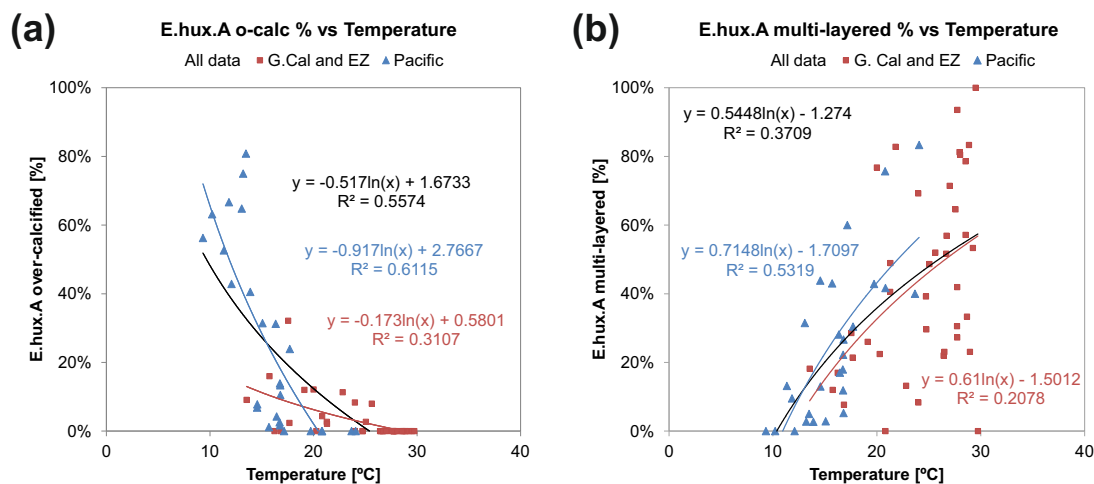 (a)
E.hux.A o-calc % vs Temperature
All data G.Cal and EZ Pacific
100%
80%
60%
40%
20%
0%
E.hux.A over-calcified [%]
y = -0.517ln(x) + 1.6733
R² = 0.5574
y = -0.917ln(x) + 2.7667
R² = 0.6115
y = -0.173ln(x) + 0.5801
R² = 0.3107
0 10 20 30 40
Temperature [ºC]
(b)
E.hux.A multi-layered % vs Temperature
All data G.Cal and EZ Pacific
100%
80%
60%
40%
20%
0%
E.hux.A multi-layered [%]
y = 0.5448ln(x) - 1.274
R² = 0.3709
y = 0.7148ln(x) - 1.7097
R² = 0.5319
y = 0.61ln(x) - 1.5012
R² = 0.2078
0 10 20 30 40
Temperature [ºC]